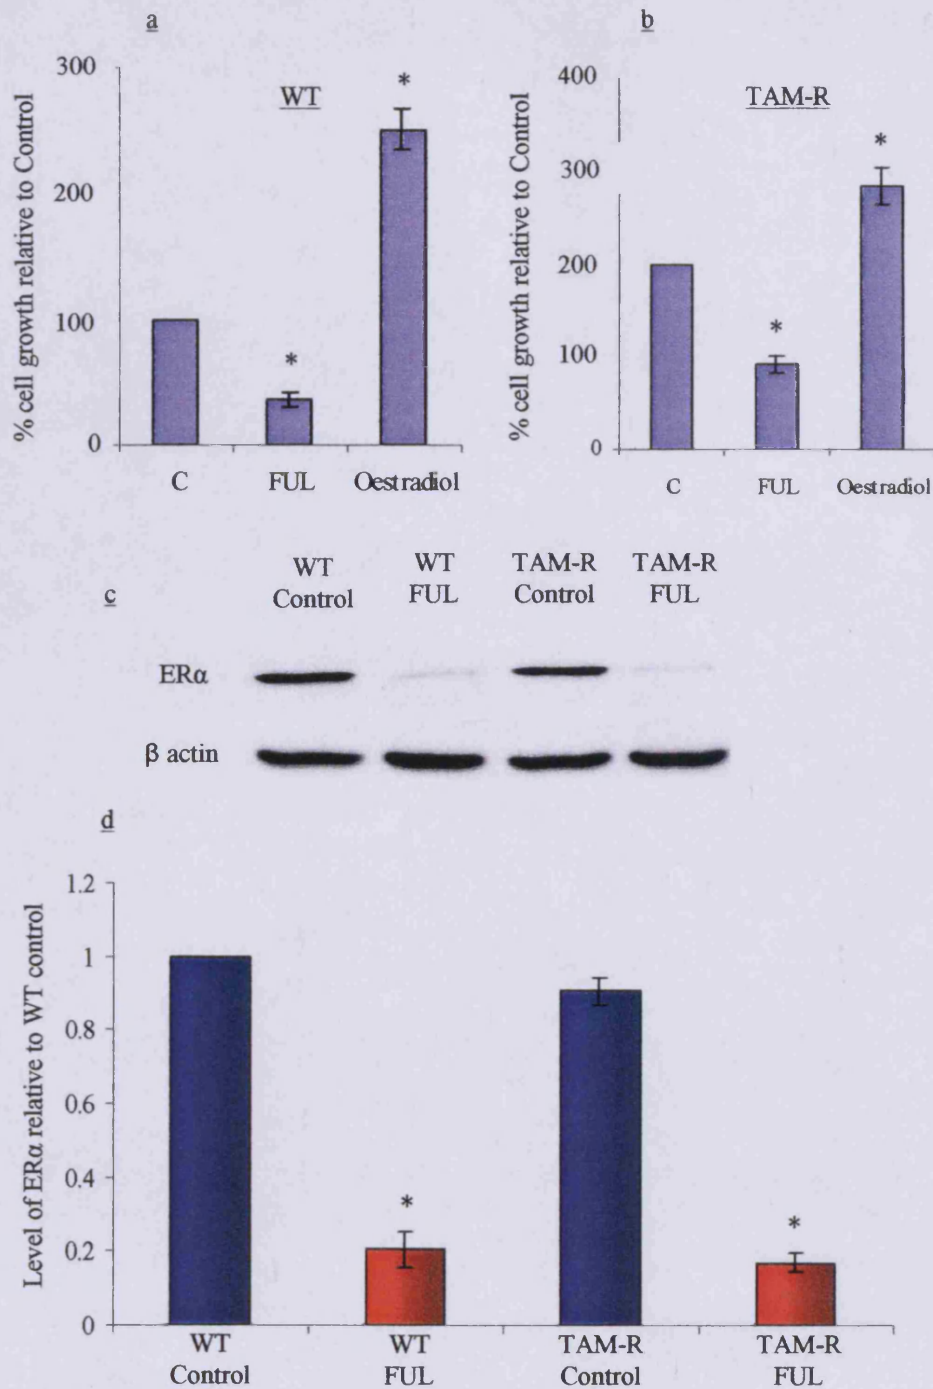 a
% cell growth relative to Control
300
200
100
0
WT
*
*
C FUL Oestradiol
b
% cell growth relative to Control
400
300
200
100
0
TAM-R
*
*
C FUL Oestradiol
c
WT Control
WT FUL
TAM-R Control
TAM-R FUL
ERα
β actin
d
Level of ERα relative to WT control
1.2
1
0.8
0.6
0.4
0.2
0
*
*
WT Control
WT FUL
TAM-R Control
TAM-R FUL